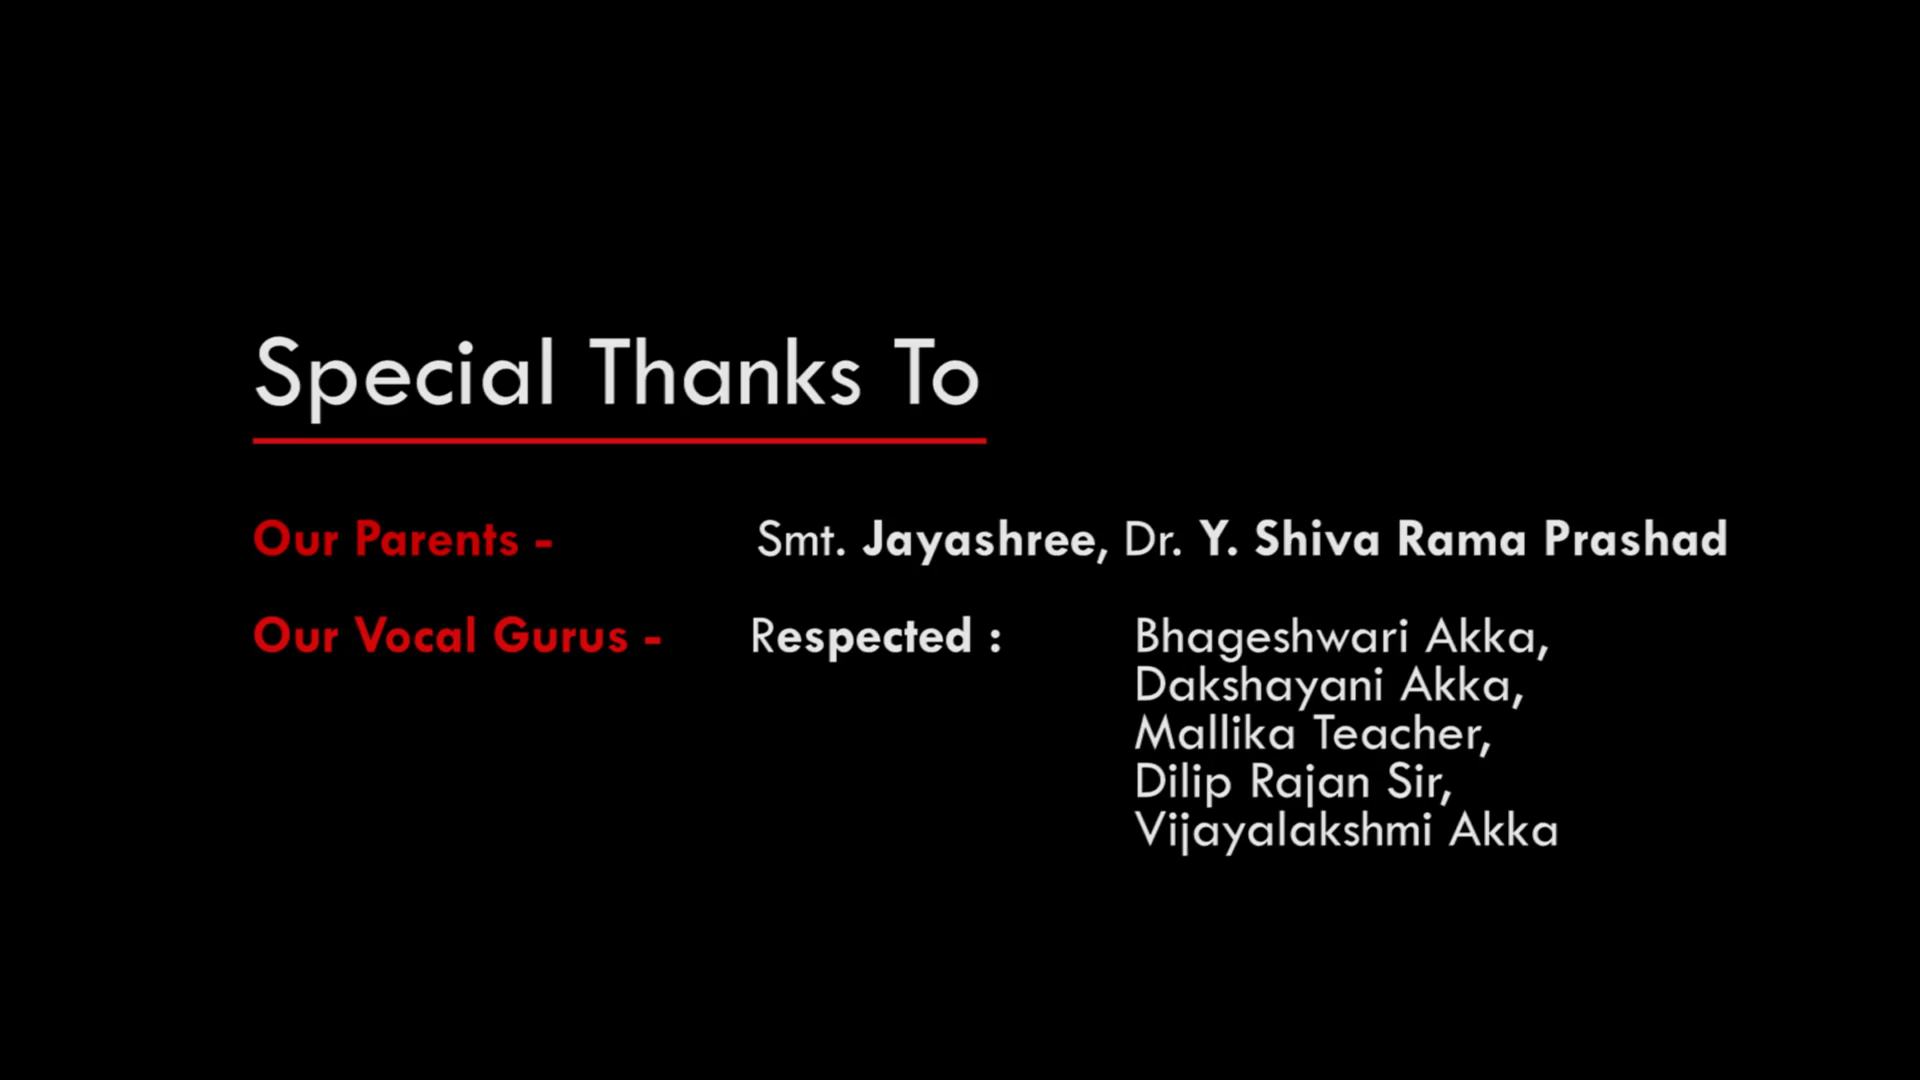 Special Thanks To
Our Parents - Smt. Jayashree, Dr. Y. Shiva Rama Prashad
Our Vocal Gurus - Respected : Bhageshwari Akka,
Dakshayani Akka,
Mallika Teacher,
Dilip Rajan Sir,
Vijayalakshmi Akka